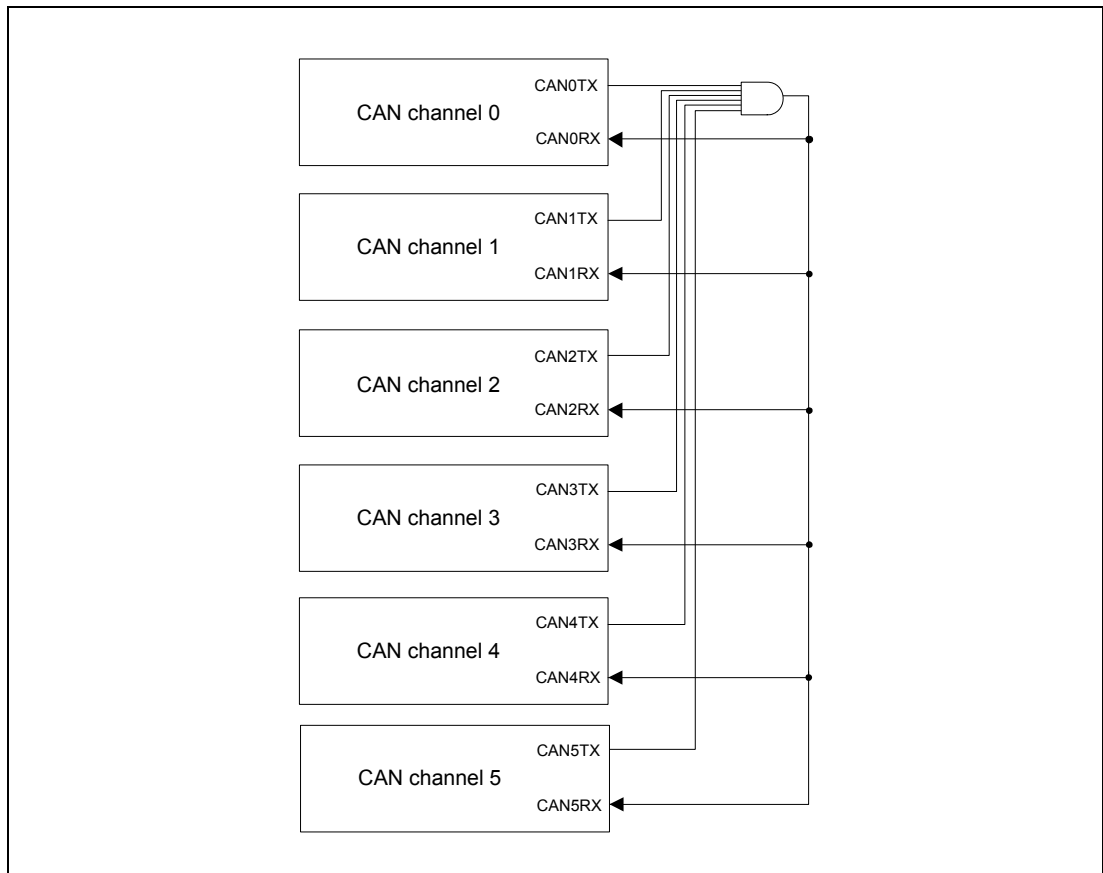 CAN0TX
CAN channel 0
CAN0RX
CAN1TX
CAN channel 1
CAN1RX
CAN2TX
CAN channel 2
CAN2RX
CAN3TX
CAN channel 3
CAN3RX
CAN4TX
CAN channel 4
CAN4RX
CAN5TX
CAN channel 5
CAN5RX